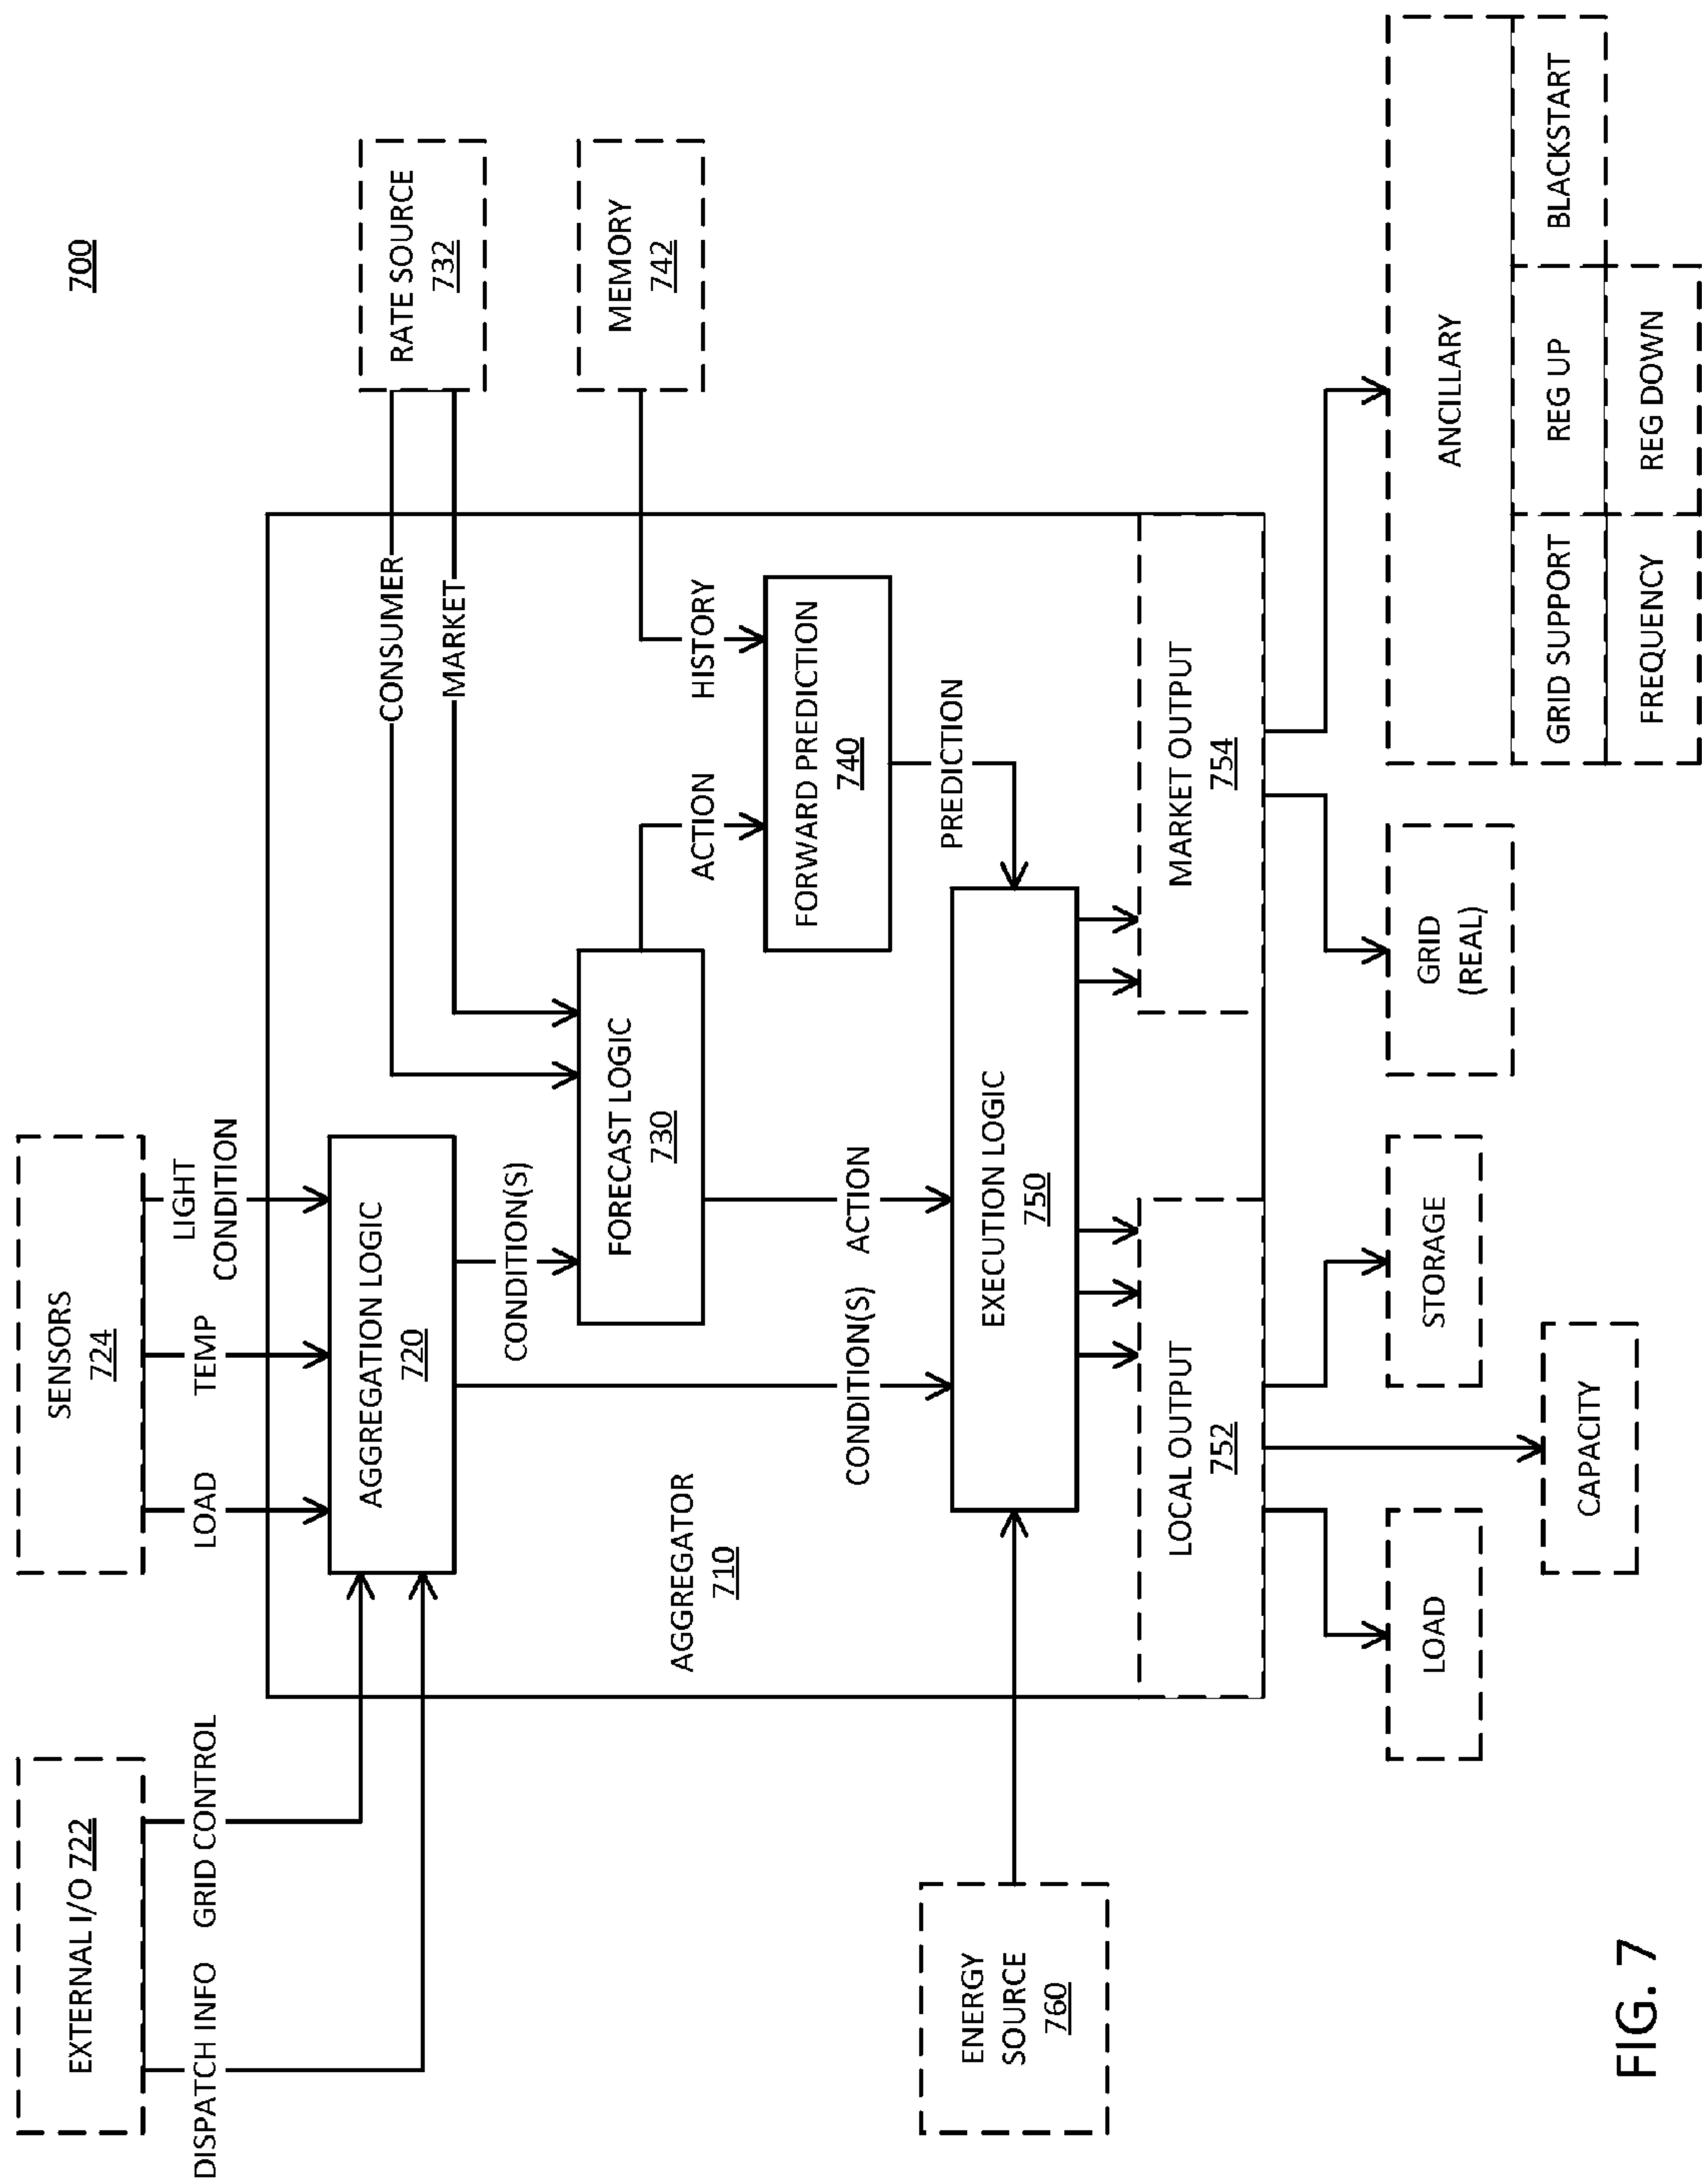 700
EXTERNAL I/O 722
SENSORS
724
DISPATCH INFO
GRID CONTROL
LOAD
TEMP
LIGHT
CONDITION
RATE SOURCE
732
CONSUMER
MARKET
AGGREGATION LOGIC
720
CONDITION(S)
FORECAST LOGIC
730
MEMORY
742
ACTION
HISTORY
AGGREGATOR
710
FORWARD PREDICTION
740
CONDITION(S)
ACTION
PREDICTION
ENERGY
SOURCE
760
EXECUTION LOGIC
750
LOCAL OUTPUT
752
MARKET OUTPUT
754
LOAD
STORAGE
CAPACITY
GRID
(REAL)
ANCILLARY
GRID SUPPORT
REG UP
BLACKSTART
FREQUENCY
REG DOWN
FIG. 7